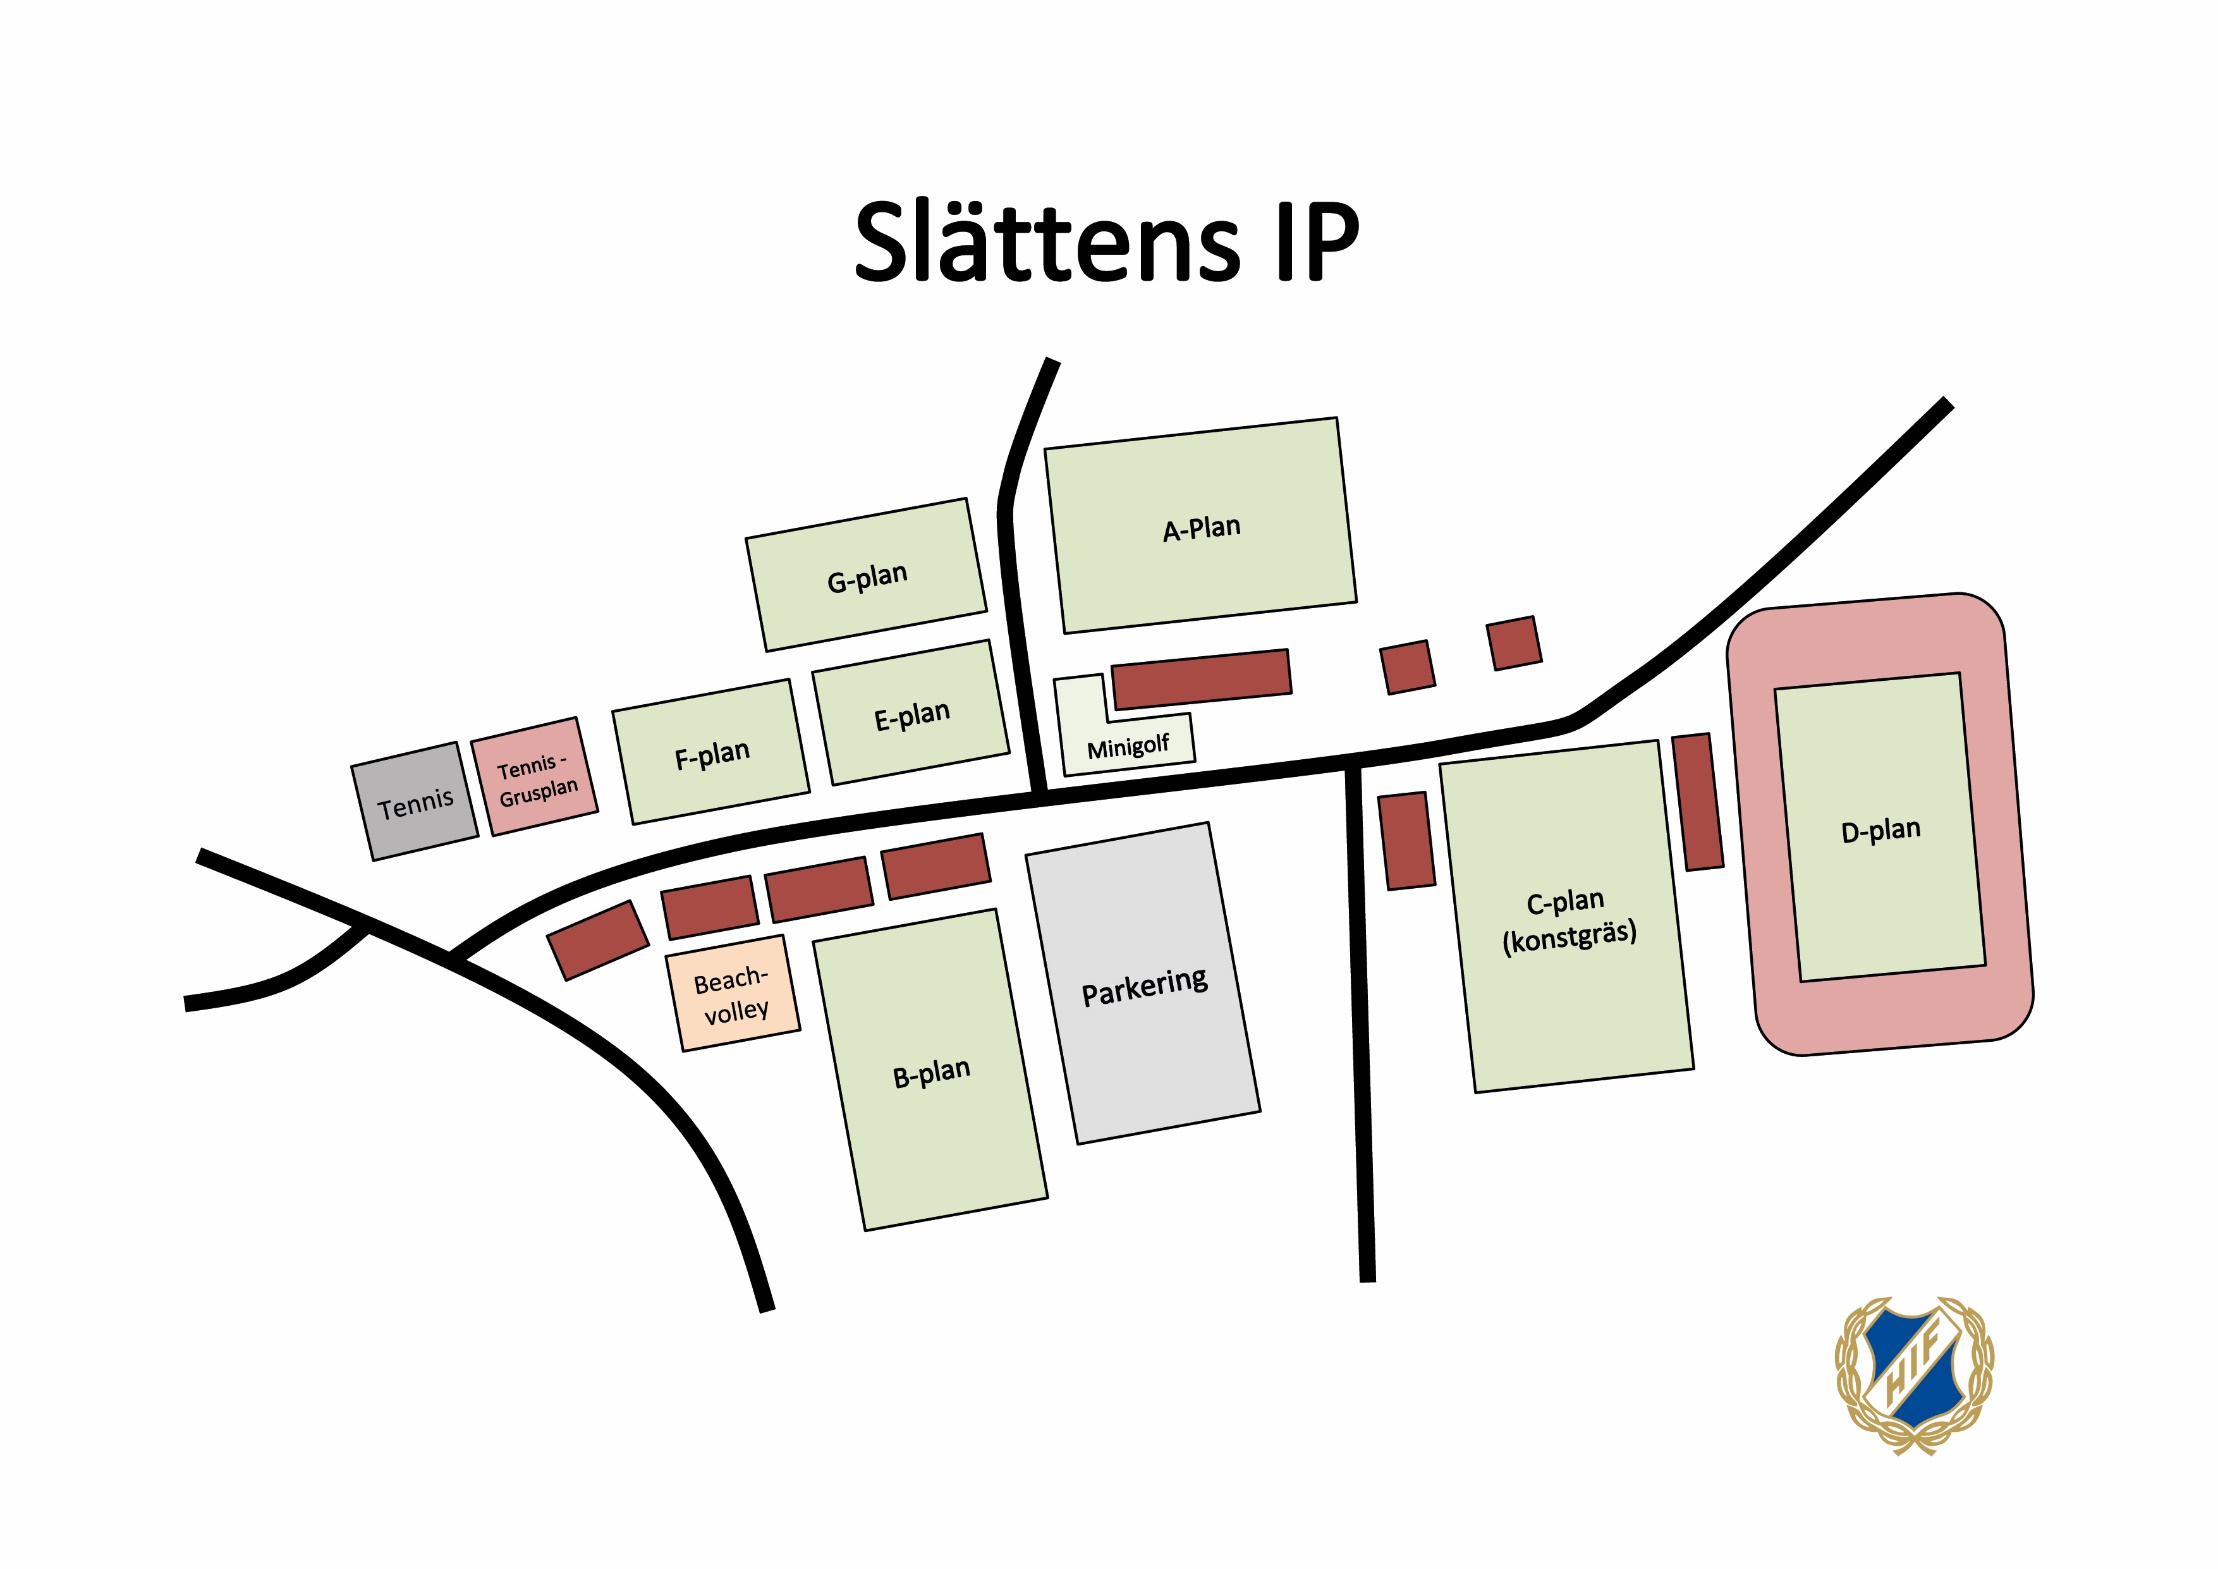 Slättens IP
A-Plan
G-plan
E-plan
F-plan
Tennis -
Grusplan
Tennis
Minigolf
D-plan
C-plan
(konstgräs)
Parkering
Beach-
volley
B-plan
HIF